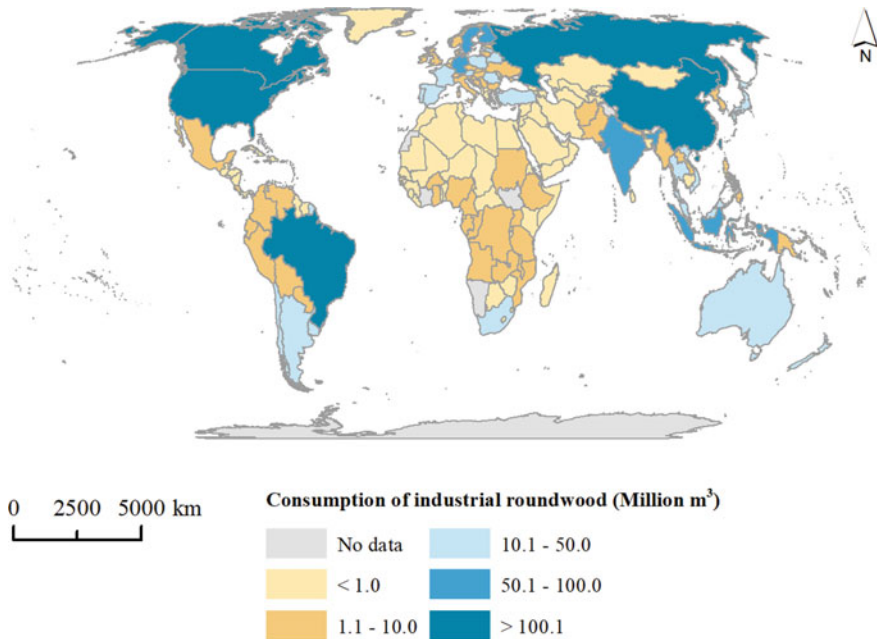 N
0 2500 5000 km
Consumption of industrial roundwood (Million m³)
No data
10.1 - 50.0
< 1.0
50.1 - 100.0
1.1 - 10.0
> 100.1